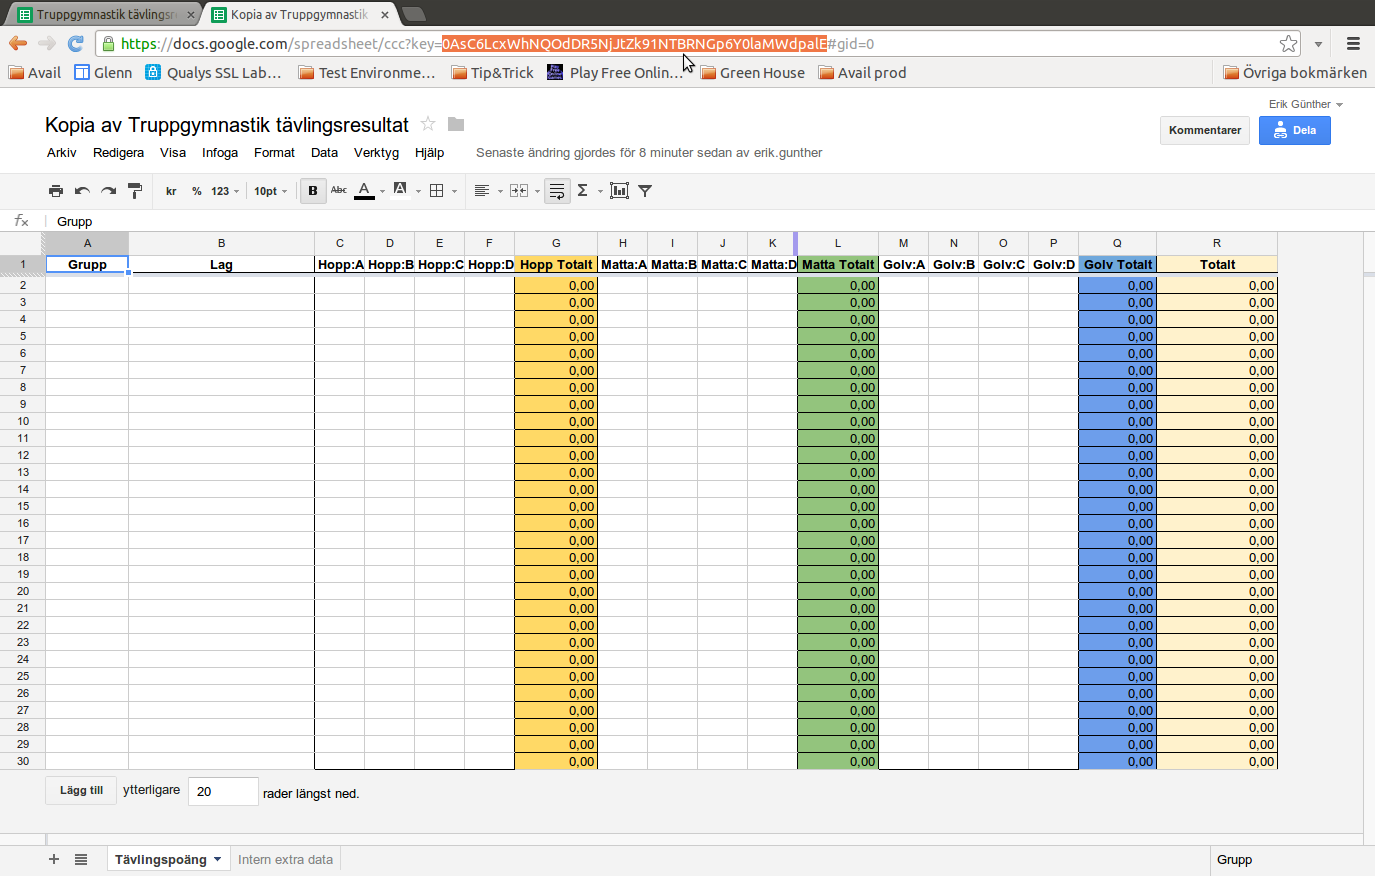 Truppgymnastik tävlingsr
Kopia av Truppgymnastik
https://docs.google.com/spreadsheet/ccc?key=0AsC6LcxWhNQOdDR5NjJtZk91NTBRNGp6Y0laMWdpalE#gid=0
Avail Glenn Qualys SSL Lab... Test Environme... Tip&Trick Play Free Onlin... Green House Avail prod Övriga bokmärken
Erik Günther
Kopia av Truppgymnastik tävlingsresultat
Kommentarer Dela
Arkiv Redigera Visa Infoga Format Data Verktyg Hjälp Senaste ändring gjordes för 8 minuter sedan av erik.gunther
kr % 123 10pt B Abc A A Σ
fx Grupp
A B C D E F G H I J K L M N O P Q R
1 Grupp Lag Hopp:A Hopp:B Hopp:C Hopp:D Hopp Totalt Matta:A Matta:B Matta:C Matta:D Matta Totalt Golv:A Golv:B Golv:C Golv:D Golv Totalt Totalt
2 0,00 0,00 0,00 0,00
3 0,00 0,00 0,00 0,00
4 0,00 0,00 0,00 0,00
5 0,00 0,00 0,00 0,00
6 0,00 0,00 0,00 0,00
7 0,00 0,00 0,00 0,00
8 0,00 0,00 0,00 0,00
9 0,00 0,00 0,00 0,00
10 0,00 0,00 0,00 0,00
11 0,00 0,00 0,00 0,00
12 0,00 0,00 0,00 0,00
13 0,00 0,00 0,00 0,00
14 0,00 0,00 0,00 0,00
15 0,00 0,00 0,00 0,00
16 0,00 0,00 0,00 0,00
17 0,00 0,00 0,00 0,00
18 0,00 0,00 0,00 0,00
19 0,00 0,00 0,00 0,00
20 0,00 0,00 0,00 0,00
21 0,00 0,00 0,00 0,00
22 0,00 0,00 0,00 0,00
23 0,00 0,00 0,00 0,00
24 0,00 0,00 0,00 0,00
25 0,00 0,00 0,00 0,00
26 0,00 0,00 0,00 0,00
27 0,00 0,00 0,00 0,00
28 0,00 0,00 0,00 0,00
29 0,00 0,00 0,00 0,00
30 0,00 0,00 0,00 0,00
Lägg till ytterligare 20 rader längst ned.
Tävlingspoäng Intern extra data Grupp